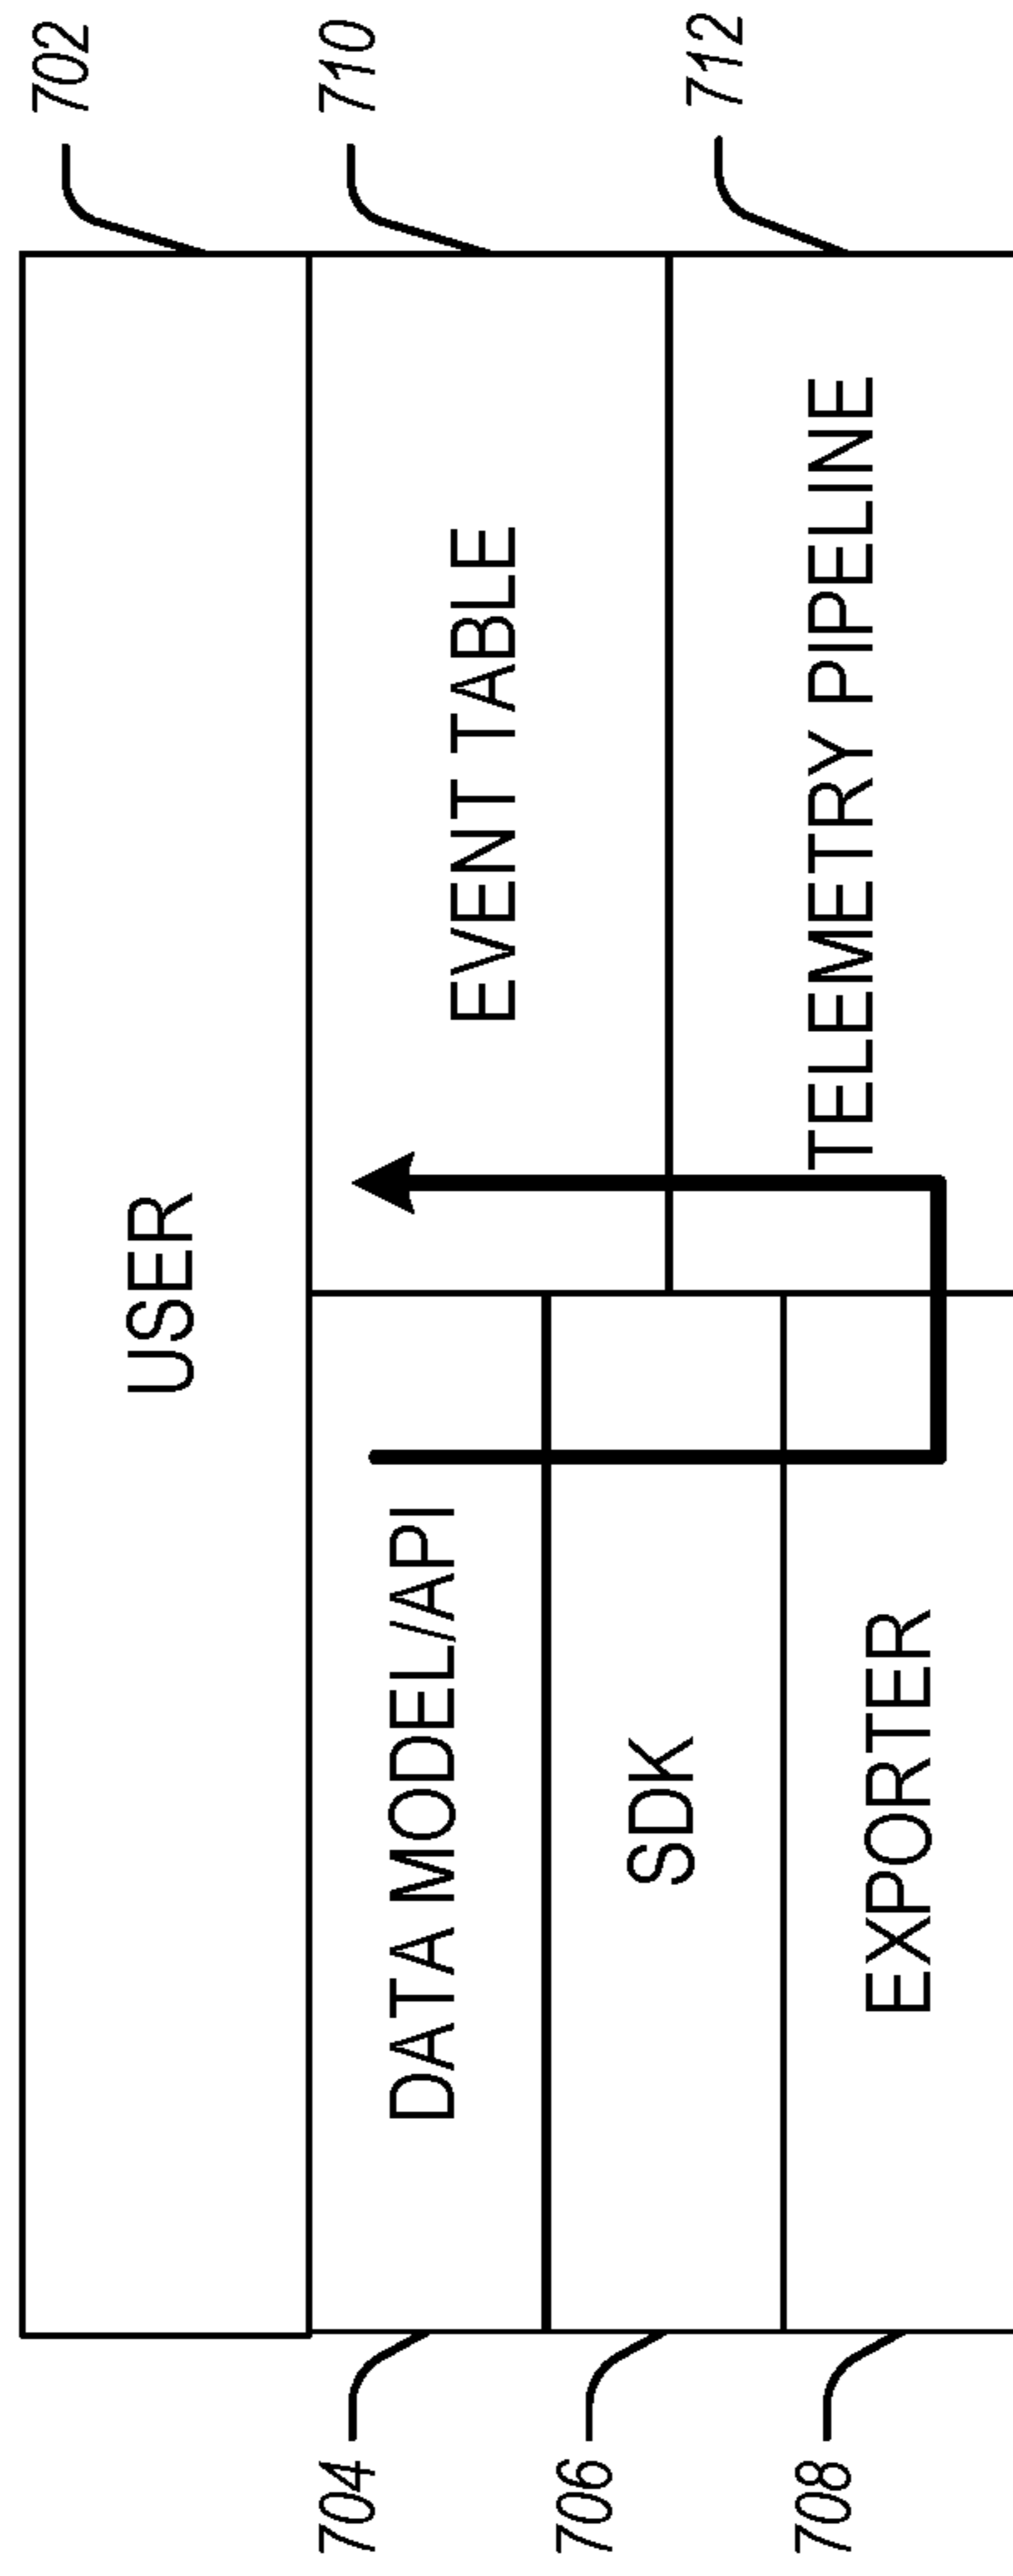 702
USER
704
DATA MODEL/API
EVENT TABLE
710
706
SDK
708
EXPORTER
TELEMETRY PIPELINE
712